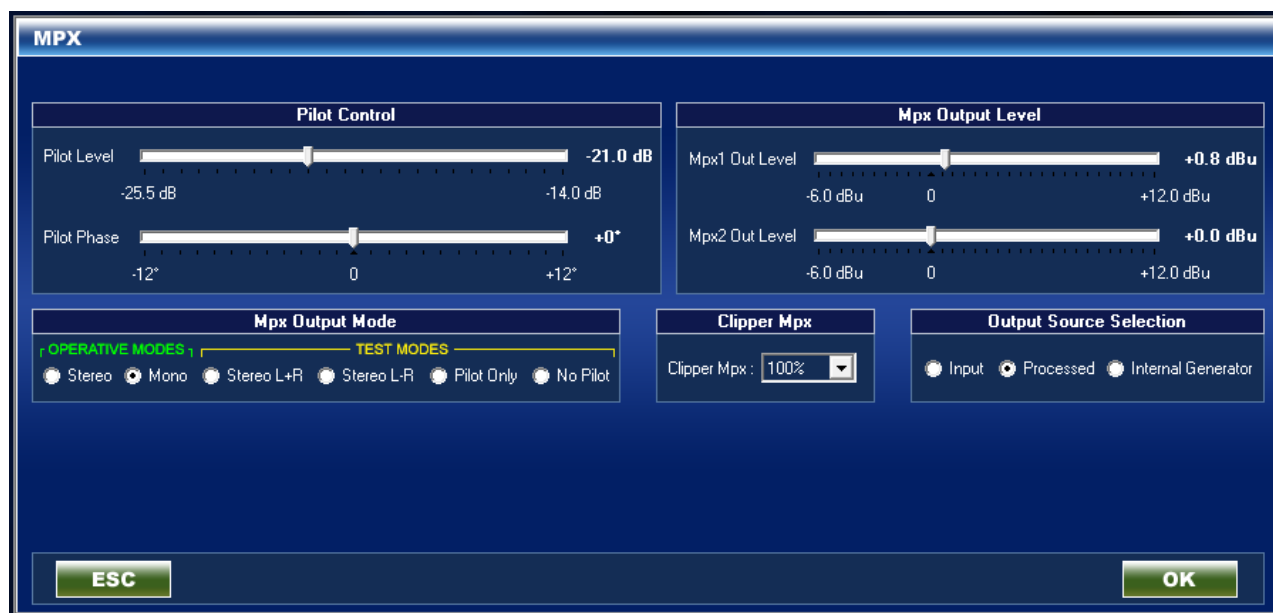 MPX
Pilot Control
Pilot Level
-21.0 dB
-25.5 dB
-14.0 dB
Pilot Phase
+0°
-12°
0
+12°
Mpx Output Level
Mpx1 Out Level
+0.8 dBu
-6.0 dBu
0
+12.0 dBu
Mpx2 Out Level
+0.0 dBu
-6.0 dBu
0
+12.0 dBu
Mpx Output Mode
OPERATIVE MODES
TEST MODES
Stereo Mono Stereo L+R Stereo L-R Pilot Only No Pilot
Clipper Mpx
Clipper Mpx : 100%
Output Source Selection
Input Processed Internal Generator
ESC
OK